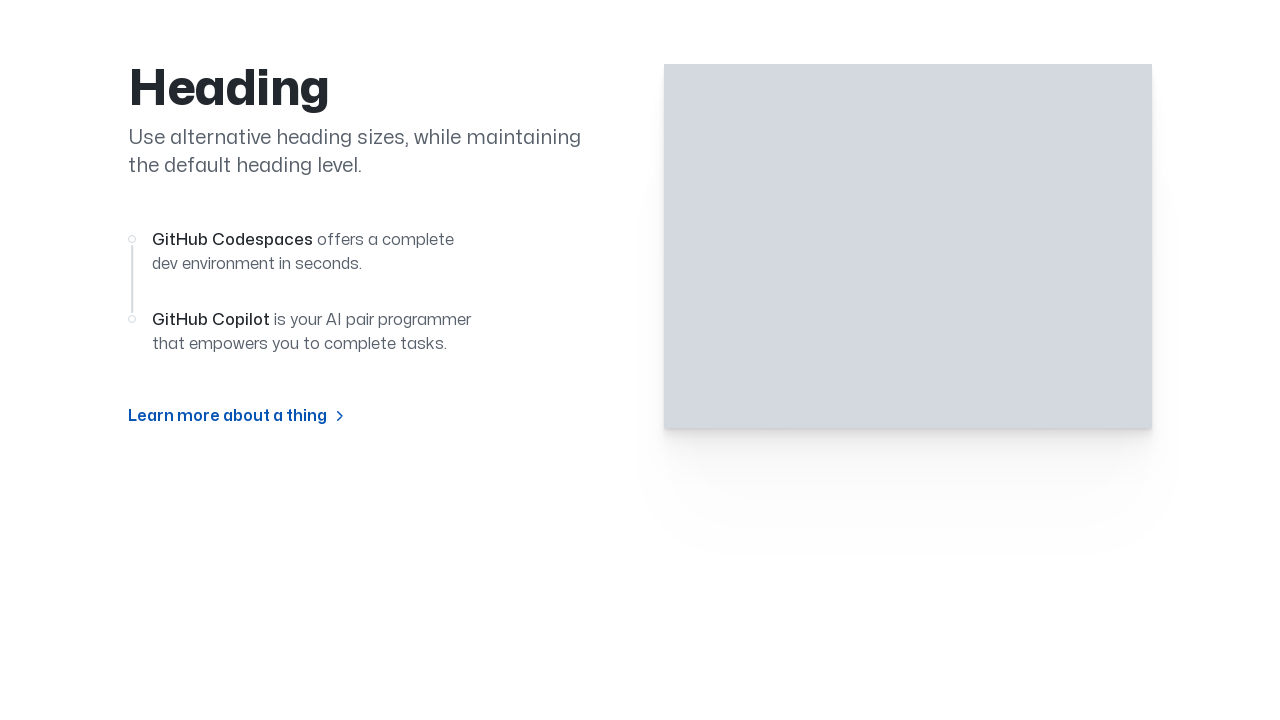 Heading
Use alternative heading sizes, while maintaining
the default heading level.
GitHub Codespaces offers a complete
dev environment in seconds.
GitHub Copilot is your AI pair programmer
that empowers you to complete tasks.
Learn more about a thing